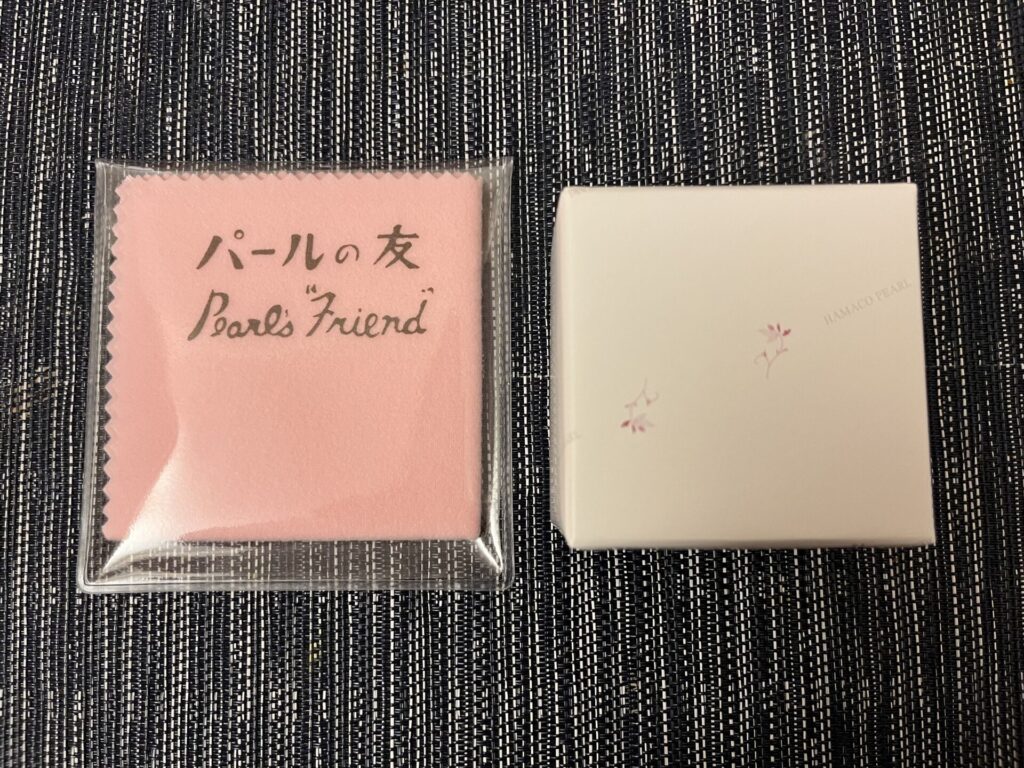 パールの友
Pearl's "Friend"
HAMACO PEARL